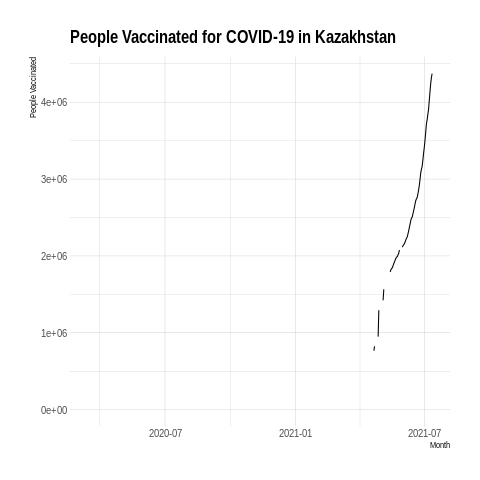 People Vaccinated for COVID-19 in Kazakhstan
People Vaccinated
4e+06
3e+06
2e+06
1e+06
0e+00
2020-07
2021-01
2021-07
Month